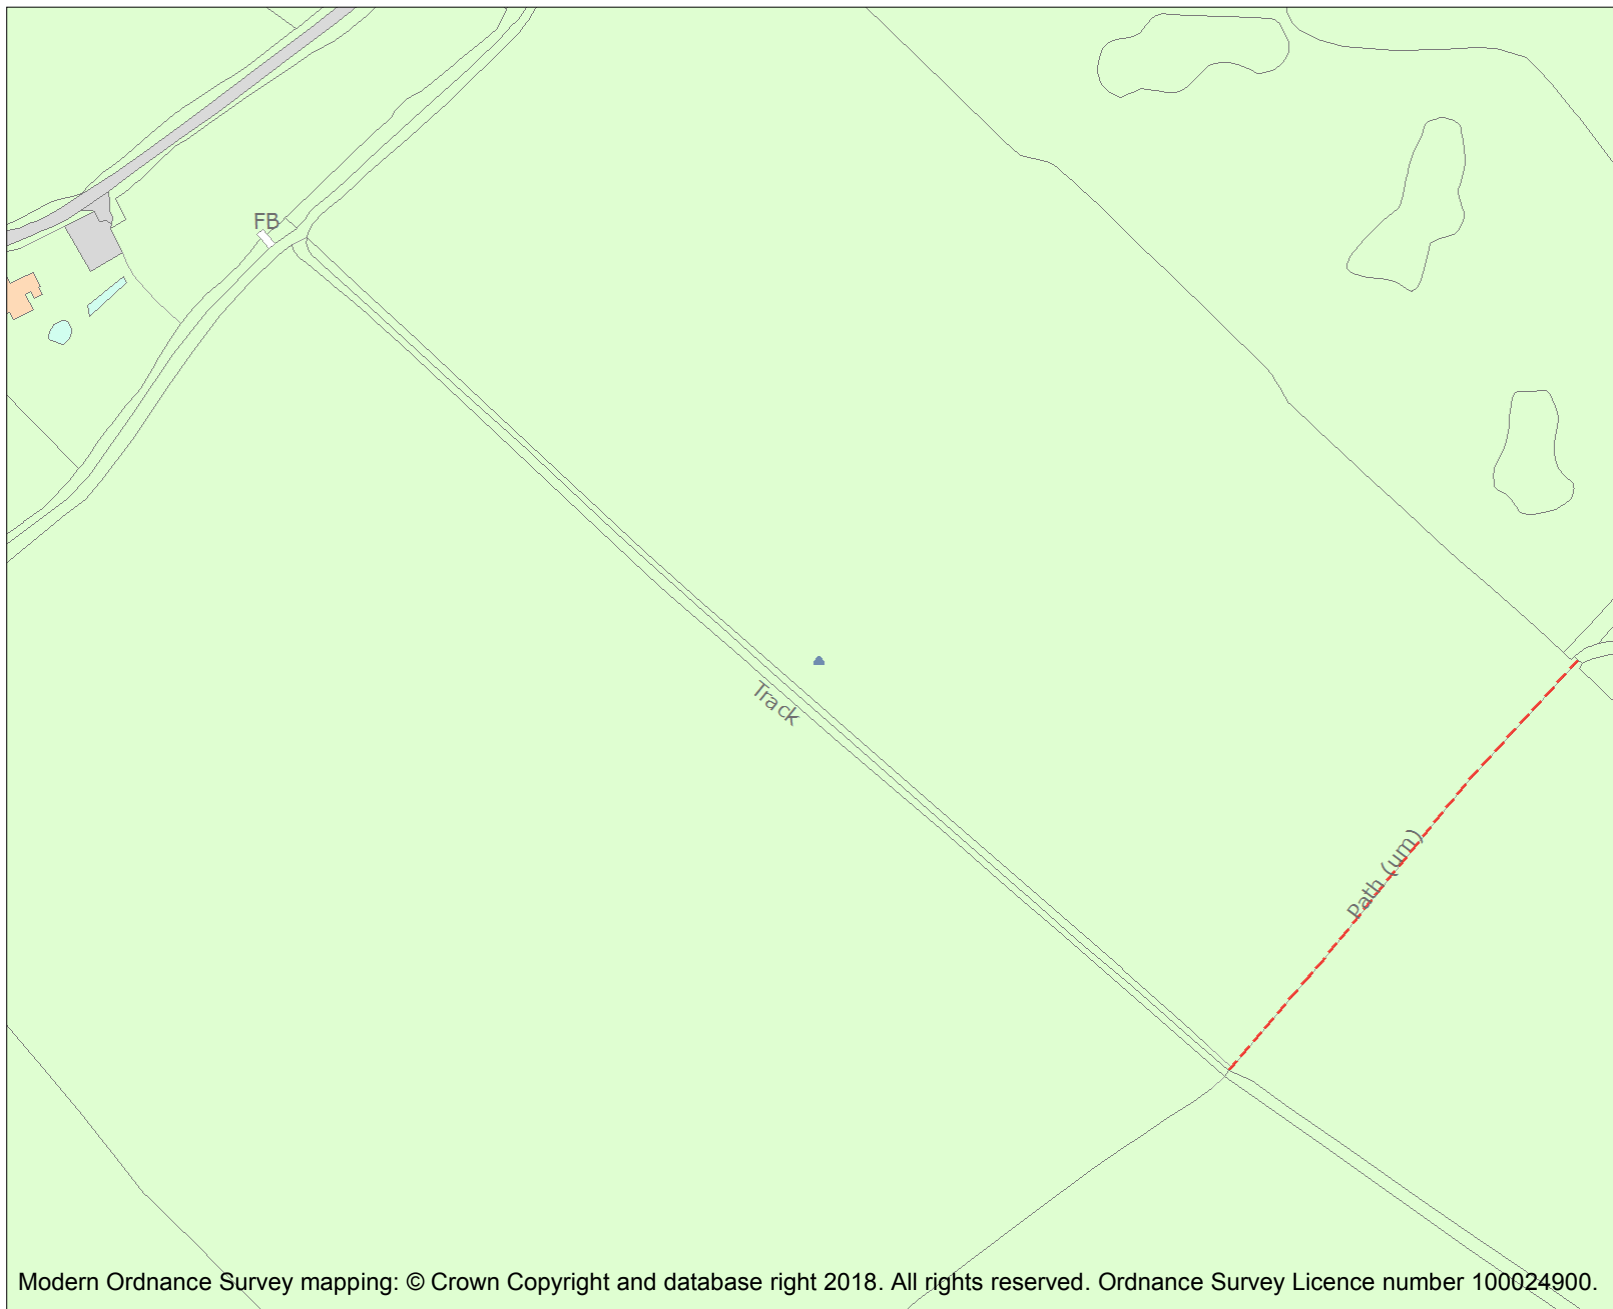 FB
Track
Path (um)
Modern Ordnance Survey mapping: © Crown Copyright and database right 2018. All rights reserved. Ordnance Survey Licence number 100024900.